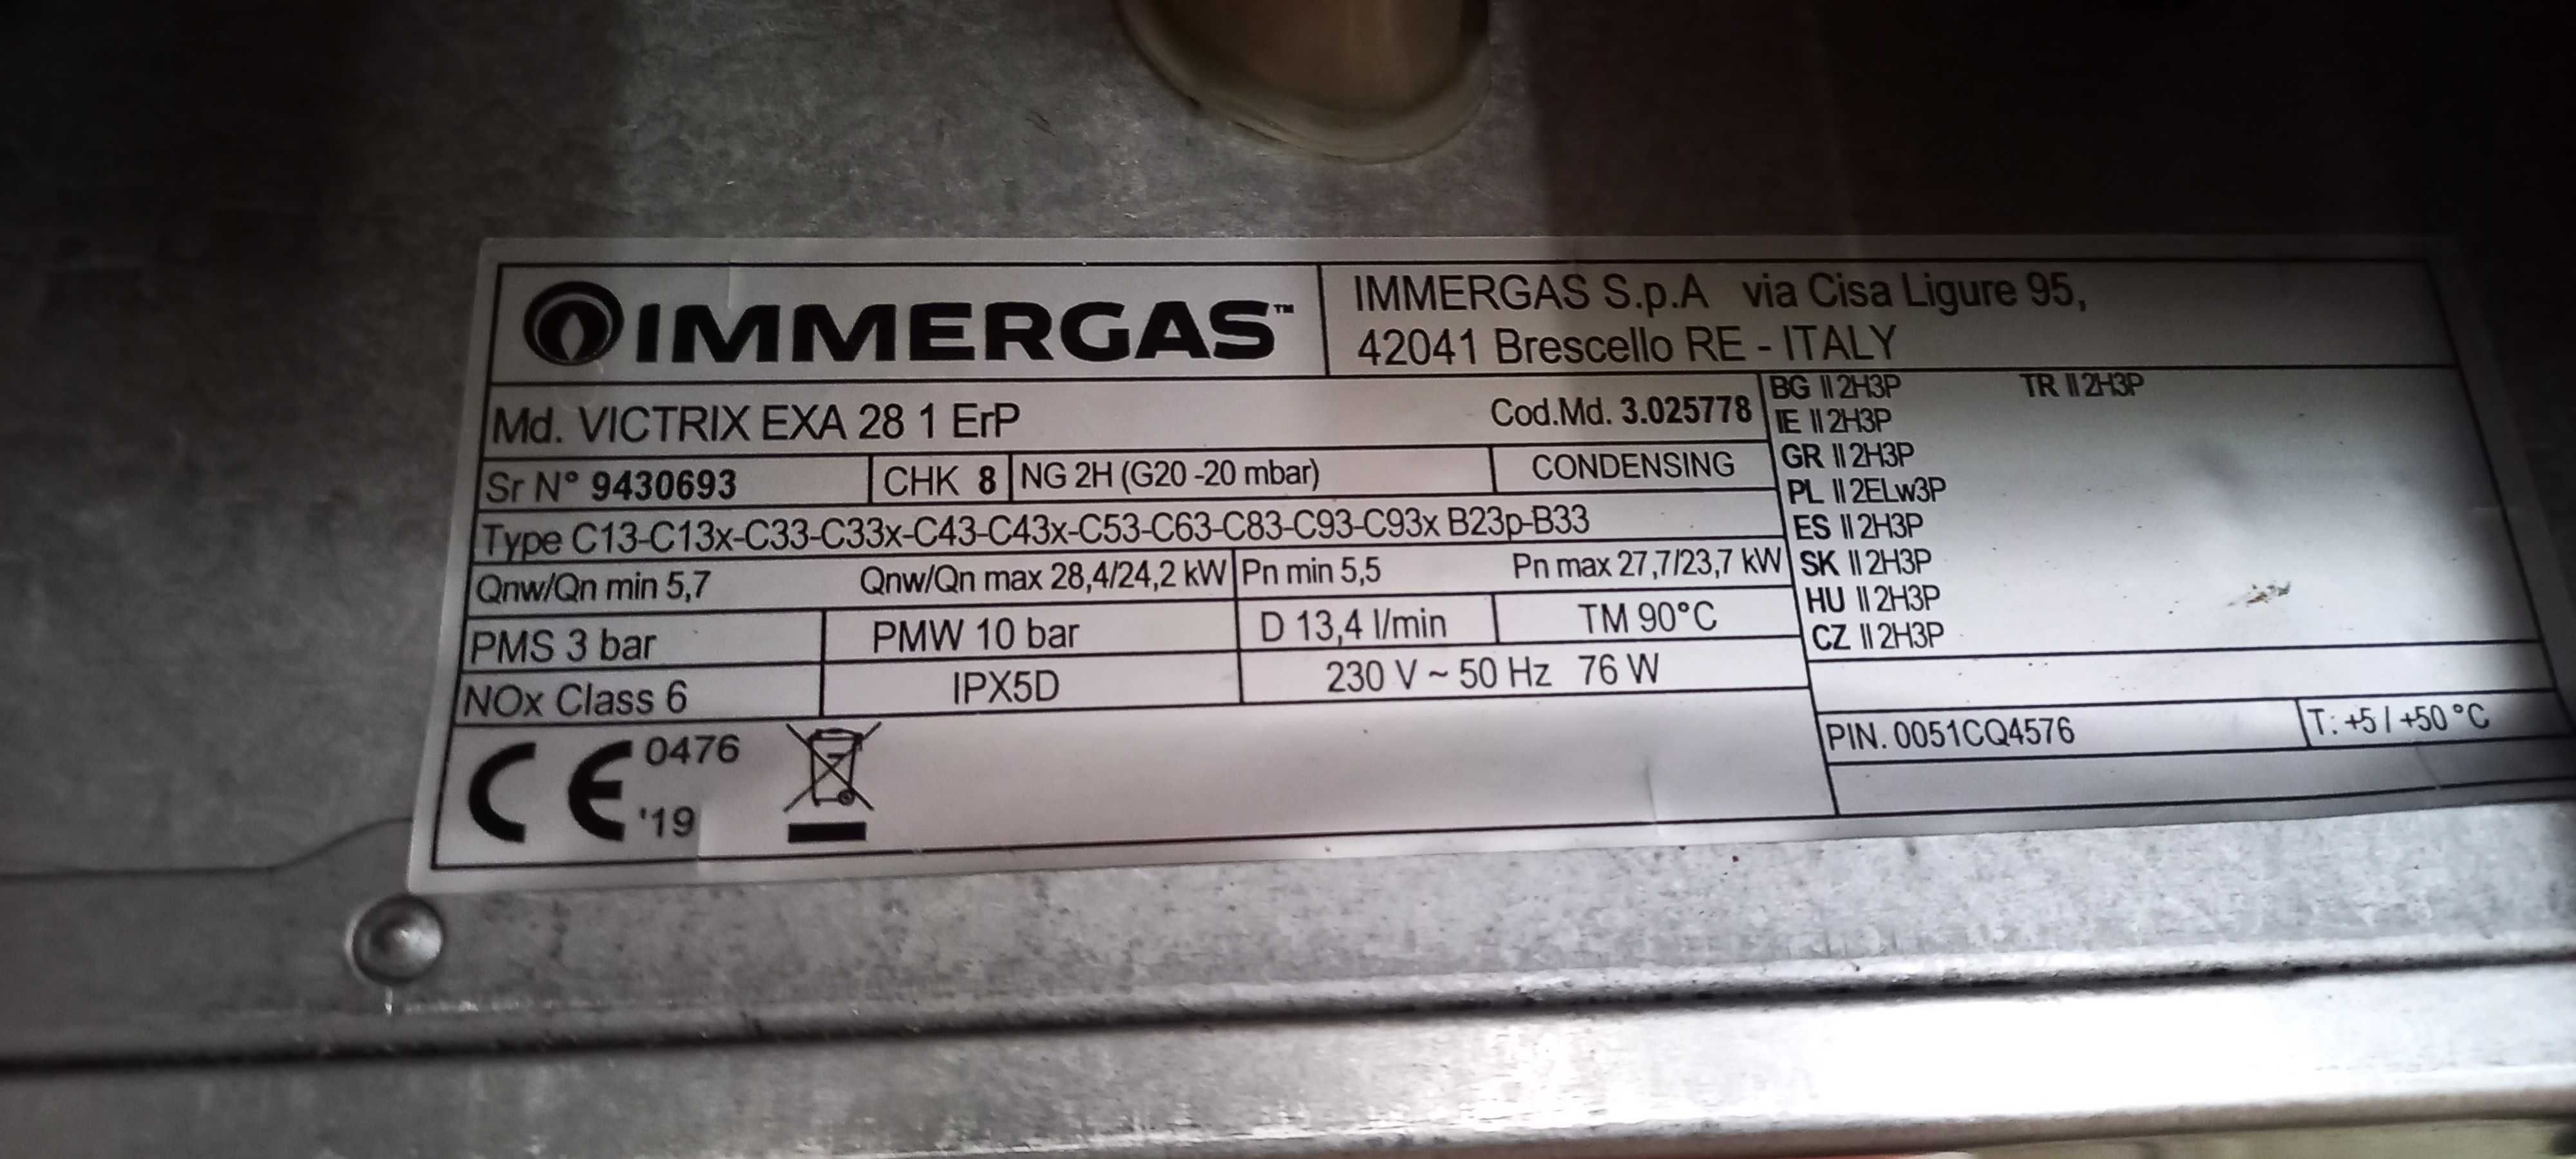 IMMERGAS™
IMMERGAS S.p.A via Cisa Ligure 95,
42041 Brescello RE - ITALY
Md. VICTRIX EXA 28 1 ErP Cod.Md. 3.025778
Sr N° 9430693 CHK 8 NG 2H (G20 -20 mbar) CONDENSING
Type C13-C13x-C33-C33x-C43-C43x-C53-C63-C83-C93-C93x B23p-B33
Qnw/Qn min 5,7 Qnw/Qn max 28,4/24,2 kW Pn min 5,5 Pn max 27,7/23,7 kW
PMS 3 bar PMW 10 bar D 13,4 l/min TM 90°C
NOx Class 6 IPX5D 230 V ~ 50 Hz 76 W
CE 0476
'19
BG II 2H3P TR II 2H3P
IE II 2H3P
GR II 2H3P
PL II 2ELw3P
ES II 2H3P
SK II 2H3P
HU II 2H3P
CZ II 2H3P
PIN. 0051CQ4576 T: +5 / +50 °C